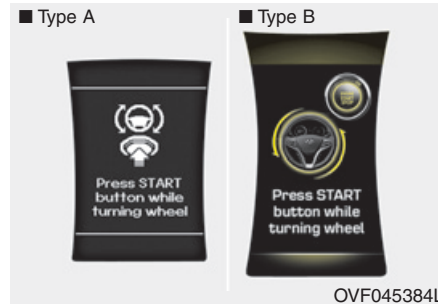 ■ Type A
■ Type B
Press START
button while
turning wheel
Press START
button while
turning wheel
OVF045384L